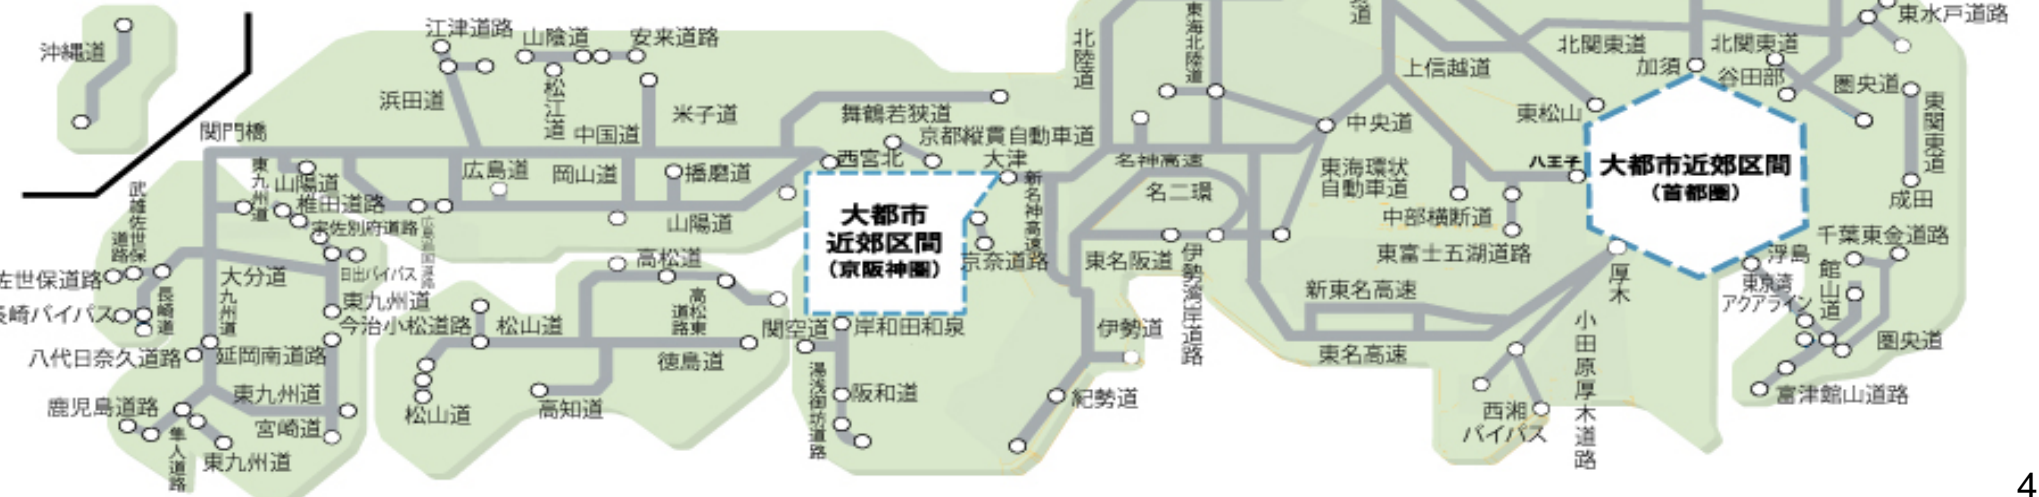 沖縄道
関門橋
江津道路
山陰道
安来道路
浜田道
松江道
中国道
米子道
舞鶴若狭道
京都縦貫自動車道
西宮北
大津
東九州道
山陽道
広島道
岡山道
播磨道
椎田道路
宇佐別府道路
山陽道
武雄佐世保道路
佐世保道路
長崎道
長崎バイパス
大分道
九州道
日出バイパス
東九州道
八代日奈久道路
延岡南道路
鹿児島道路
東九州道
宮崎道
隼人道路
東九州道
今治小松道路
松山道
高松道
高松東道路
徳島道
松山道
高知道
大都市
近郊区間
(京阪神圏)
新名神高速
京奈道路
関空道
岸和田和泉
湯浅御坊道路
阪和道
紀勢道
伊勢道
北陸道
東海北陸道
道
名神高速
名二環
東名阪道
伊勢湾岸道路
中央道
東海環状
自動車道
上信越道
北関東道
北関東道
加須
谷田部
東水戸道路
圏央道
東関東道
成田
東松山
八王子
大都市近郊区間
(首都圏)
中部横断道
東富士五湖道路
新東名高速
東名高速
厚木
小田原厚木道路
西湘
バイパス
浮島
東京湾
アクアライン
館山道
千葉東金道路
圏央道
富津館山道路
4